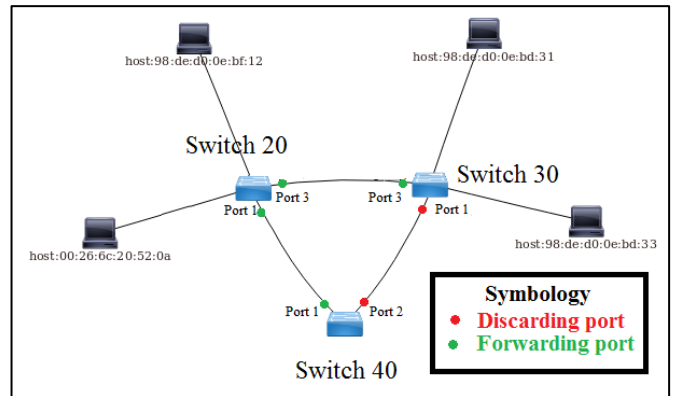 host:98:de:d0:0e:bf:12
host:98:de:d0:0e:bd:31
Switch 20
Switch 30
Port 3
Port 3
Port 1
Port 1
host:00:26:6c:20:52:0a
host:98:de:d0:0e:bd:33
Port 1
Port 2
Switch 40
Symbology
Discarding port
Forwarding port